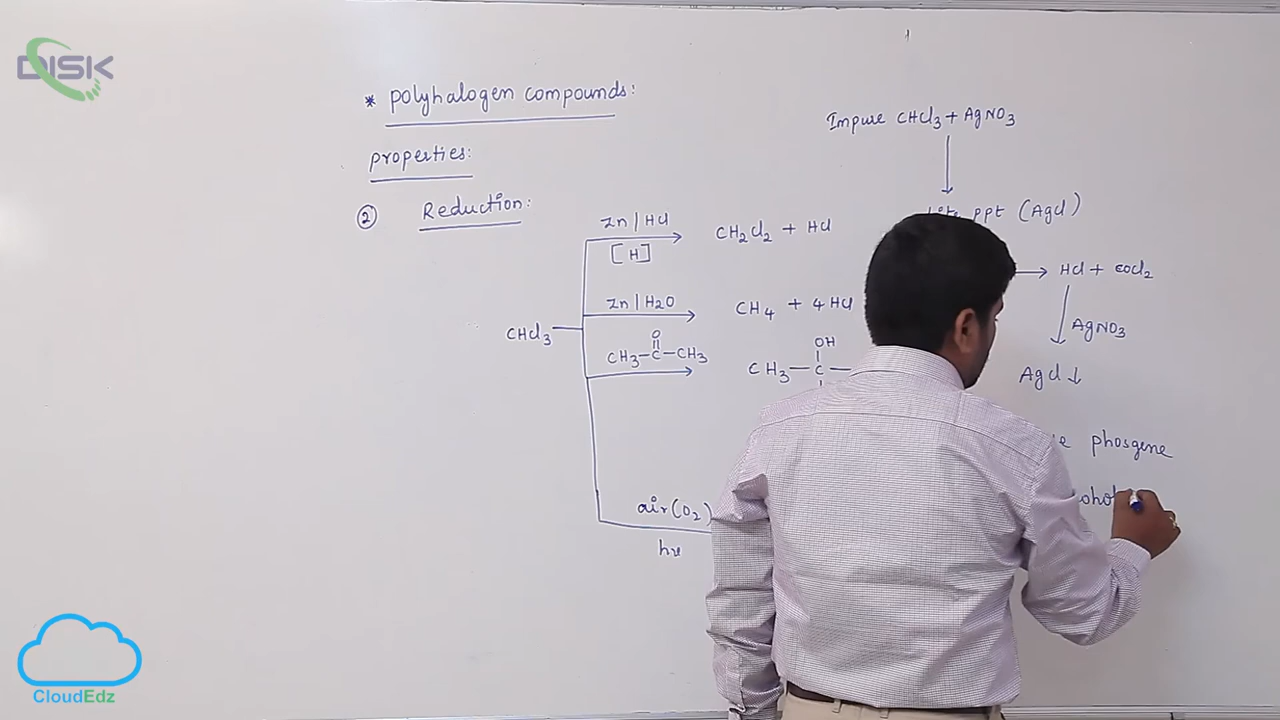 DISK
* polyhalogen compounds:
properties:
② Reduction:
Zn | HCl
[H]
CH2Cl2 + HCl
Zn | H2O
CH4 + 4HCl
CHCl3
O
CH3-C-CH3
OH
CH3-C-
air (O2)
hν
Impure CHCl3 + AgNO3
ppt (AgCl)
HCl + COCl2
AgNO3
AgCl ↓
phosgene
CloudEdz